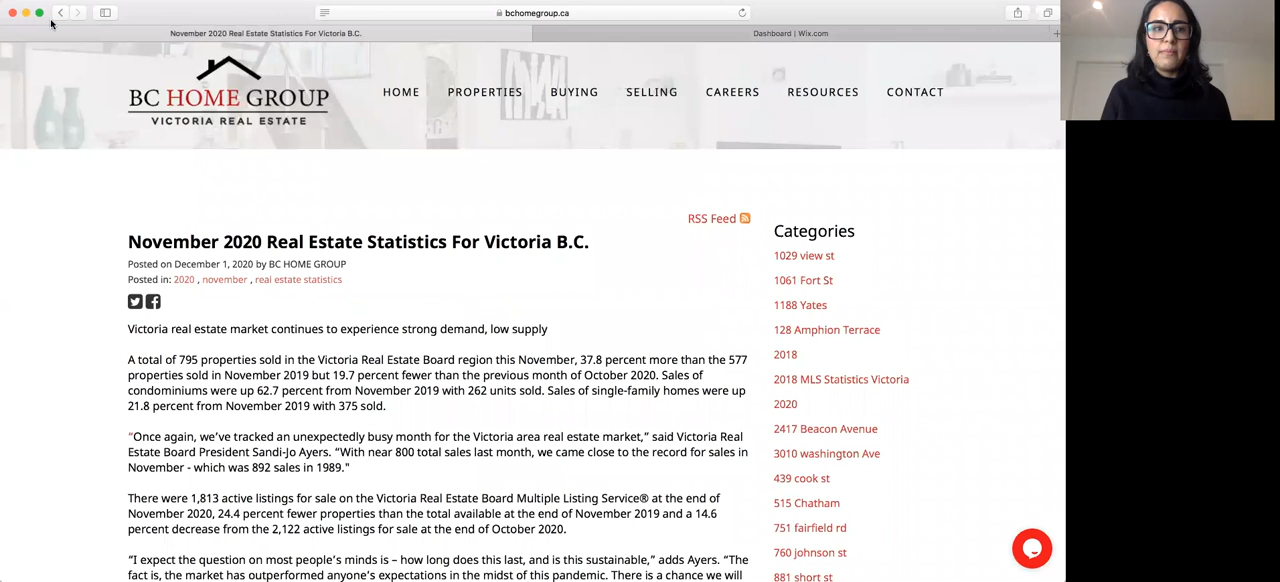 bchomegroup.ca
November 2020 Real Estate Statistics For Victoria B.C.
Dashboard | Wix.com
BC HOME GROUP
VICTORIA REAL ESTATE
HOME
PROPERTIES
BUYING
SELLING
CAREERS
RESOURCES
CONTACT
RSS Feed
November 2020 Real Estate Statistics For Victoria B.C.
Posted on December 1, 2020 by BC HOME GROUP
Posted in: 2020 , november , real estate statistics
Victoria real estate market continues to experience strong demand, low supply
A total of 795 properties sold in the Victoria Real Estate Board region this November, 37.8 percent more than the 577
properties sold in November 2019 but 19.7 percent fewer than the previous month of October 2020. Sales of
condominiums were up 62.7 percent from November 2019 with 262 units sold. Sales of single-family homes were up
21.8 percent from November 2019 with 375 sold.
"Once again, we've tracked an unexpectedly busy month for the Victoria area real estate market," said Victoria Real
Estate Board President Sandi-Jo Ayers. "With near 800 total sales last month, we came close to the record for sales in
November - which was 892 sales in 1989."
There were 1,813 active listings for sale on the Victoria Real Estate Board Multiple Listing Service® at the end of
November 2020, 24.4 percent fewer properties than the total available at the end of November 2019 and a 14.6
percent decrease from the 2,122 active listings for sale at the end of October 2020.
"I expect the question on most people's minds is – how long does this last, and is this sustainable," adds Ayers. "The
fact is, the market has outperformed anyone's expectations in the midst of this pandemic. There is a chance we will
Categories
1029 view st
1061 Fort St
1188 Yates
128 Amphion Terrace
2018
2018 MLS Statistics Victoria
2020
2417 Beacon Avenue
3010 washington Ave
439 cook st
515 Chatham
751 fairfield rd
760 johnson st
881 short st